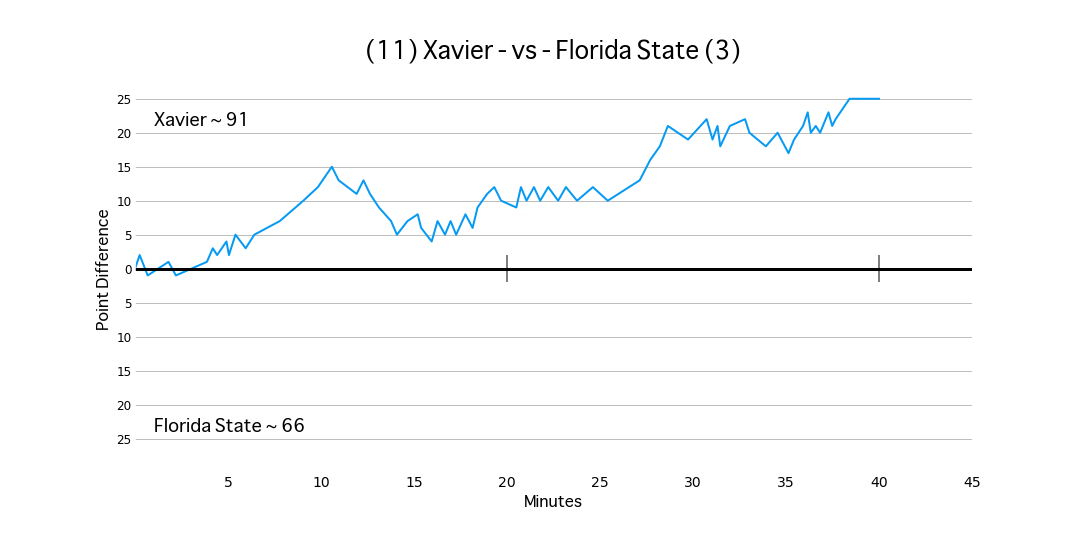 (11) Xavier - vs - Florida State (3)
25
Xavier ~ 91
20
15
10
5
0
5
10
15
20
Florida State ~ 66
25
Point Difference
5 10 15 20 25 30 35 40 45
Minutes